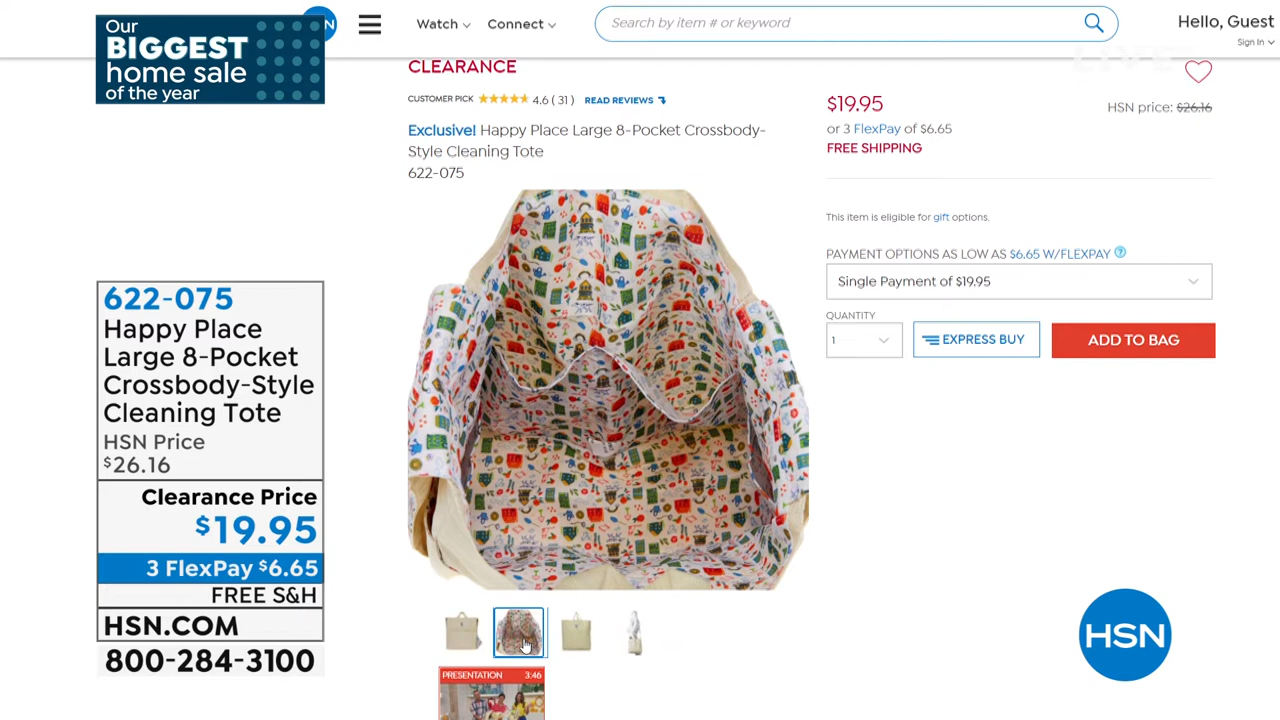 Our
BIGGEST
home sale
of the year
Watch
Connect
Search by item # or keyword
Hello, Guest
Sign In
LIVE
CLEARANCE
CUSTOMER PICK 4.6 ( 31 ) READ REVIEWS
Exclusive! Happy Place Large 8-Pocket Crossbody-
Style Cleaning Tote
622-075
$19.95
HSN price: $26.16
or 3 FlexPay of $6.65
FREE SHIPPING
This item is eligible for gift options.
PAYMENT OPTIONS AS LOW AS $6.65 W/FLEXPAY ?
Single Payment of $19.95
QUANTITY
1
EXPRESS BUY
ADD TO BAG
622-075
Happy Place
Large 8-Pocket
Crossbody-Style
Cleaning Tote
HSN Price
$26.16
Clearance Price
$19.95
3 FlexPay $6.65
FREE S&H
HSN.COM
800-284-3100
PRESENTATION 3:46
HSN